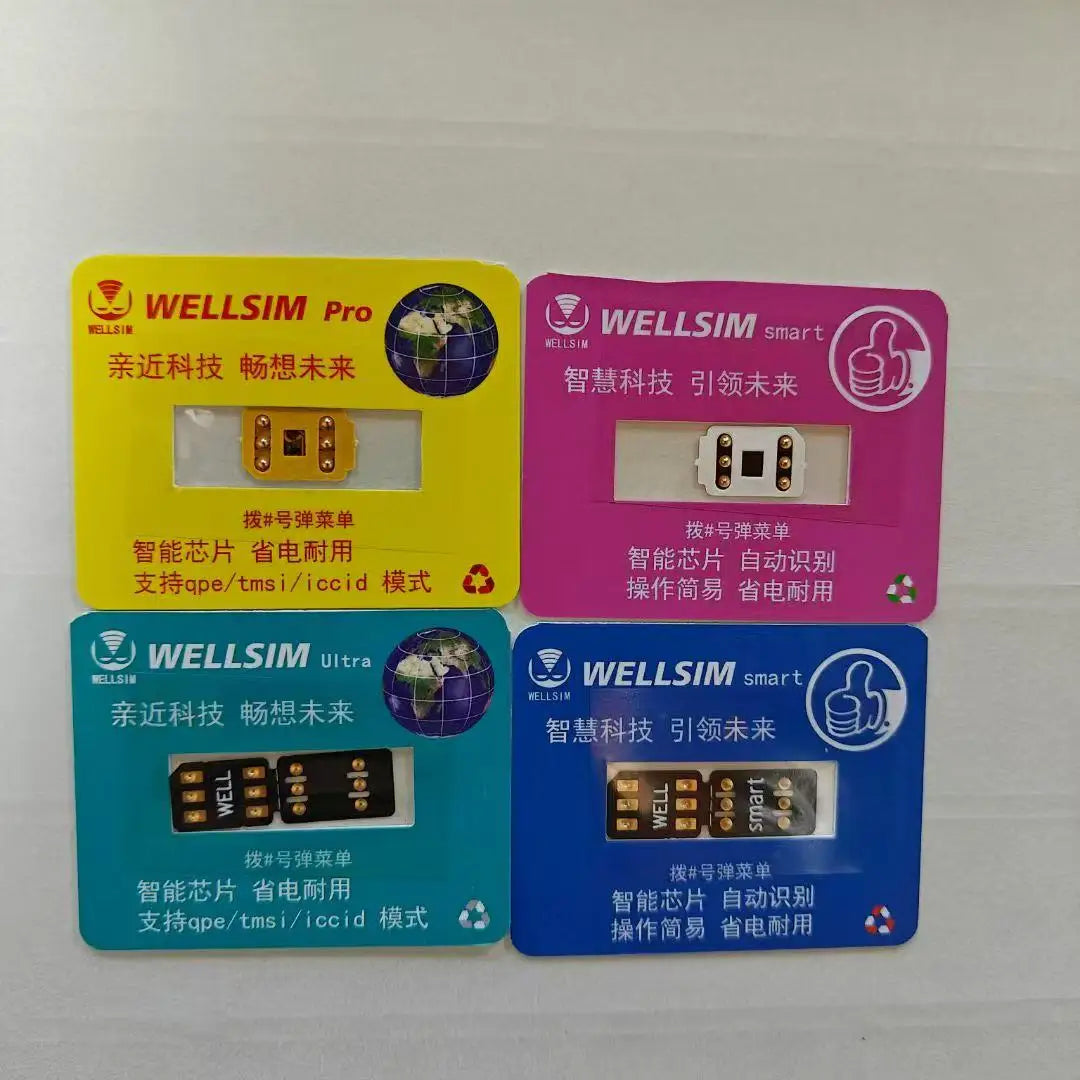 WELLSIM
WELLSIM Pro
亲近科技 畅想未来
拨#号弹菜单
智能芯片 省电耐用
支持qpe/tmsi/iccid 模式
WELLSIM
WELLSIM smart
智慧科技 引领未来
拨#号弹菜单
智能芯片 自动识别
操作简易 省电耐用
WELLSIM
WELLSIM Ultra
亲近科技 畅想未来
WELL
拨#号弹菜单
智能芯片 省电耐用
支持qpe/tmsi/iccid 模式
WELLSIM
WELLSIM smart
智慧科技 引领未来
WELL
smart
拨#号弹菜单
智能芯片 自动识别
操作简易 省电耐用